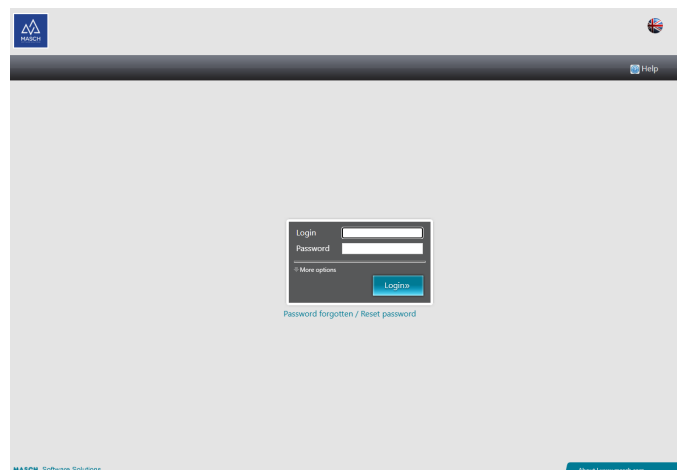 MASCH
Help
Login
Password
More options
Login»
Password forgotten / Reset password
MASCH Software Solutions